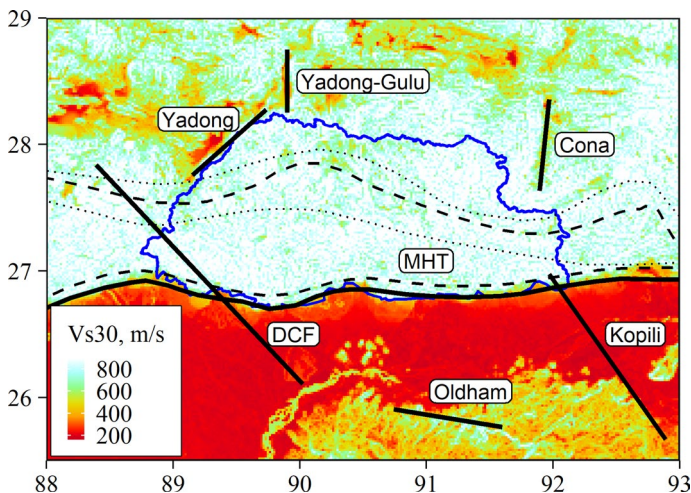 29
28
27
26
Yadong-Gulu
Yadong
Cona
MHT
DCF
Kopili
Oldham
Vs30, m/s
800
600
400
200
88
89
90
91
92
93